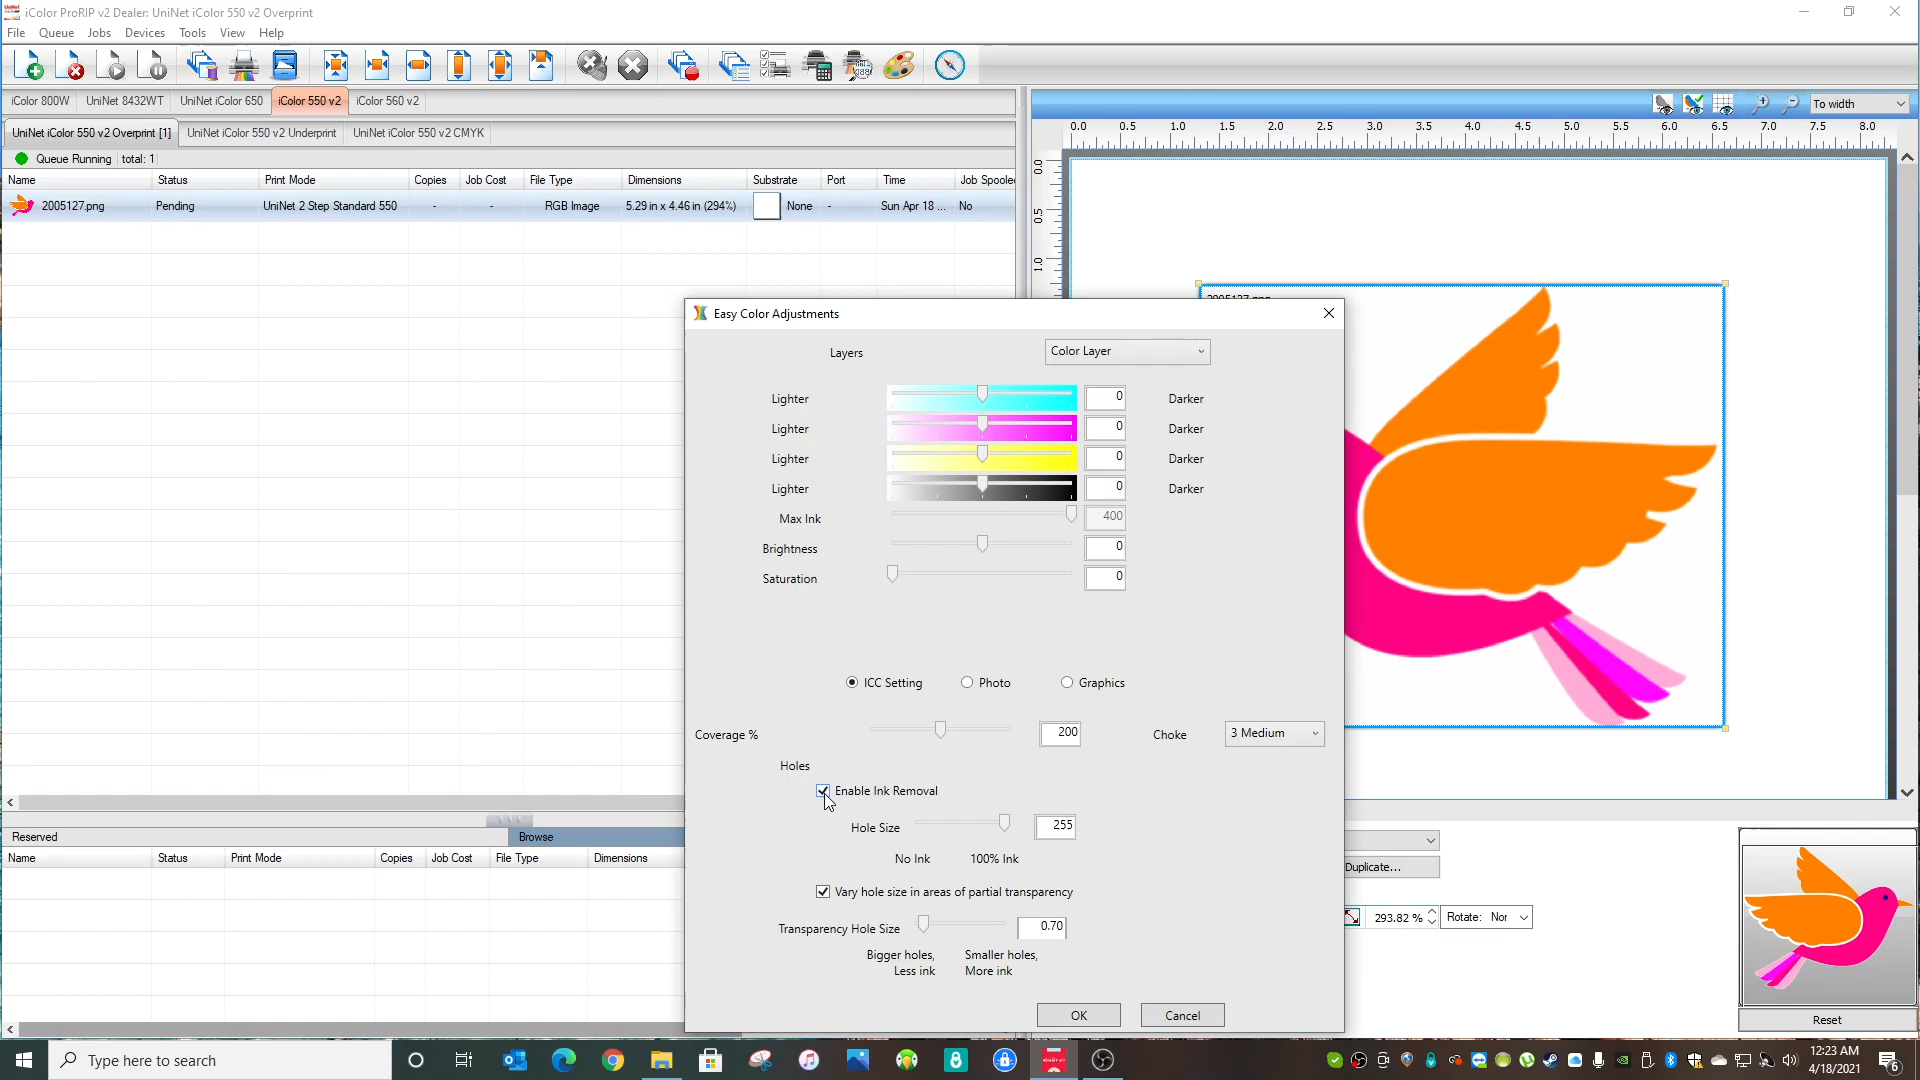 iColor ProRIP v2 Dealer: UniNet iColor 550 v2 Overprint
File Queue Jobs Devices Tools View Help
iColor 800W UniNet 8432WT UniNet iColor 650 iColor 550 v2 iColor 560 v2
To width
UniNet iColor 550 v2 Overprint [1] UniNet iColor 550 v2 Underprint UniNet iColor 550 v2 CMYK
0.0 0.5 1.0 1.5 2.0 2.5 3.0 3.5 4.0 4.5 5.0 5.5 6.0 6.5 7.0 7.5 8.0
Queue Running total: 1
0.0
0.5
1.0
Name Status Print Mode Copies Job Cost File Type Dimensions Substrate Port Time Job Spooled
2005127.png Pending UniNet 2 Step Standard 550 - - RGB Image 5.29 in x 4.46 in (294%) None - Sun Apr 18 ... No
2005127.png
Easy Color Adjustments
Layers Color Layer
Lighter 0 Darker
Lighter 0 Darker
Lighter 0 Darker
Lighter 0 Darker
Max Ink 400
Brightness 0
Saturation 0
ICC Setting Photo Graphics
Coverage % 200 Choke 3 Medium
Holes
Enable Ink Removal
Hole Size 255
No Ink 100% Ink
Vary hole size in areas of partial transparency
Transparency Hole Size 0.70
Bigger holes, Smaller holes,
Less ink More ink
OK Cancel
Reserved Browse
Name Status Print Mode Copies Job Cost File Type Dimensions
Duplicate...
293.82 % Rotate: Nor
Reset
Type here to search
12:23 AM
4/18/2021
6